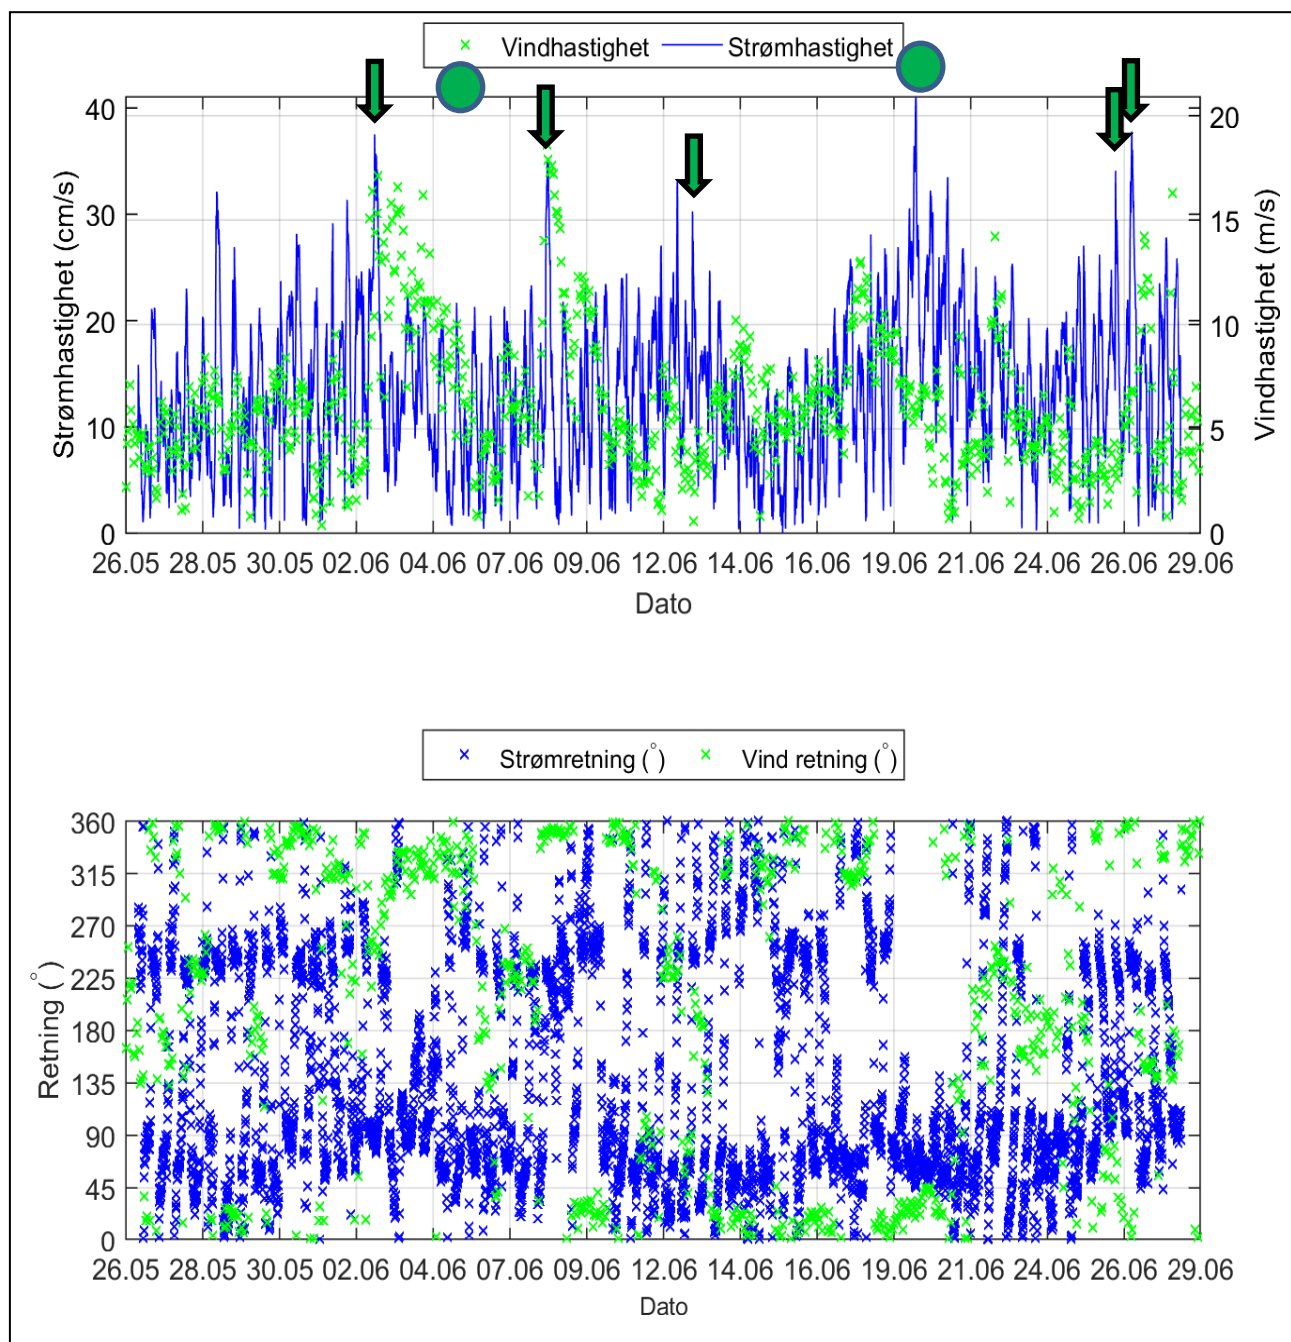 Vindhastighet Strømhastighet
40
30
20
10
0
Strømhastighet (cm/s)
20
15
10
5
0
Vindhastighet (m/s)
26.05 28.05 30.05 02.06 04.06 07.06 09.06 12.06 14.06 16.06 19.06 21.06 24.06 26.06 29.06
Dato
Strømretning (°) Vind retning (°)
360
315
270
225
180
135
90
45
0
Retning (°)
26.05 28.05 30.05 02.06 04.06 07.06 09.06 12.06 14.06 16.06 19.06 21.06 24.06 26.06 29.06
Dato